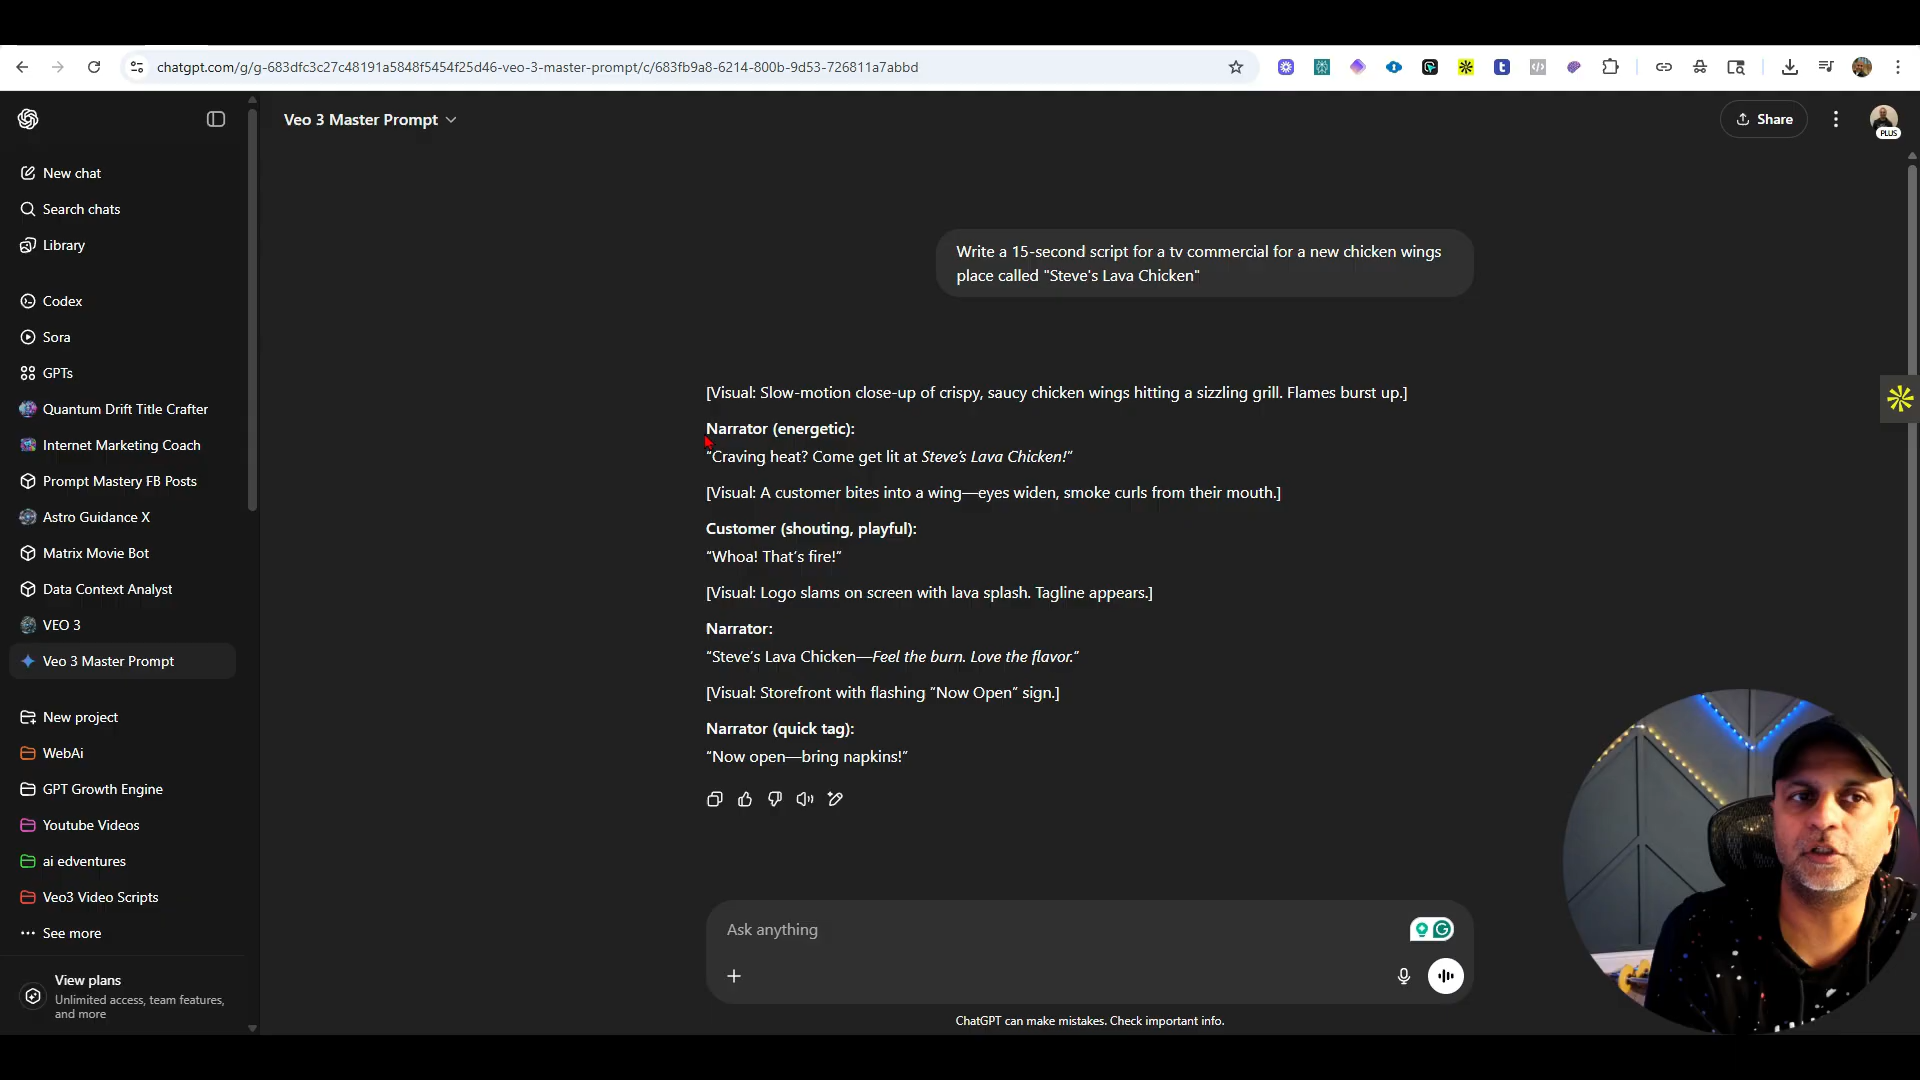 chatgpt.com/g/g-683dfc3c27c48191a5848f5454f25d46-veo-3-master-prompt/c/683fb9a8-6214-800b-9d53-726811a7abbd
Veo 3 Master Prompt
Share
PLUS
New chat
Search chats
Library
Codex
Sora
GPTs
Quantum Drift Title Crafter
Internet Marketing Coach
Prompt Mastery FB Posts
Astro Guidance X
Matrix Movie Bot
Data Context Analyst
VEO 3
Veo 3 Master Prompt
New project
WebAi
GPT Growth Engine
Youtube Videos
ai edventures
Veo3 Video Scripts
See more
View plans
Unlimited access, team features,
and more
Write a 15-second script for a tv commercial for a new chicken wings
place called "Steve's Lava Chicken"
[Visual: Slow-motion close-up of crispy, saucy chicken wings hitting a sizzling grill. Flames burst up.]
Narrator (energetic):
“Craving heat? Come get lit at Steve’s Lava Chicken!”
[Visual: A customer bites into a wing—eyes widen, smoke curls from their mouth.]
Customer (shouting, playful):
“Whoa! That’s fire!”
[Visual: Logo slams on screen with lava splash. Tagline appears.]
Narrator:
“Steve’s Lava Chicken—Feel the burn. Love the flavor.”
[Visual: Storefront with flashing “Now Open” sign.]
Narrator (quick tag):
“Now open—bring napkins!”
Ask anything
ChatGPT can make mistakes. Check important info.